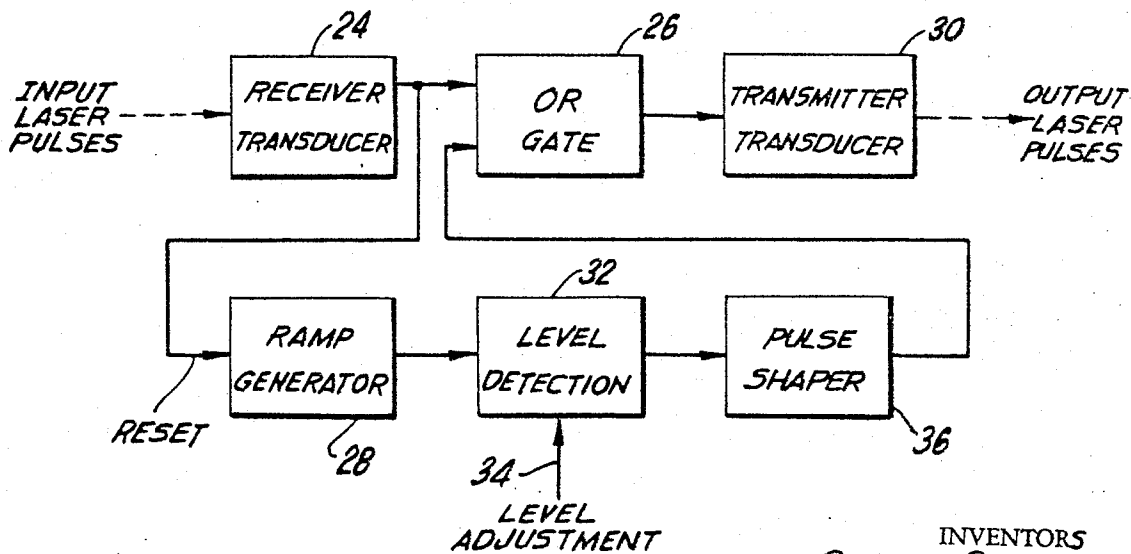 24
26
30
INPUT
LASER
PULSES
RECEIVER
TRANSDUCER
OR
GATE
TRANSMITTER
TRANSDUCER
OUTPUT
LASER
PULSES
32
RAMP
GENERATOR
LEVEL
DETECTION
PULSE
SHAPER
RESET
28
34
36
LEVEL
ADJUSTMENT
INVENTORS